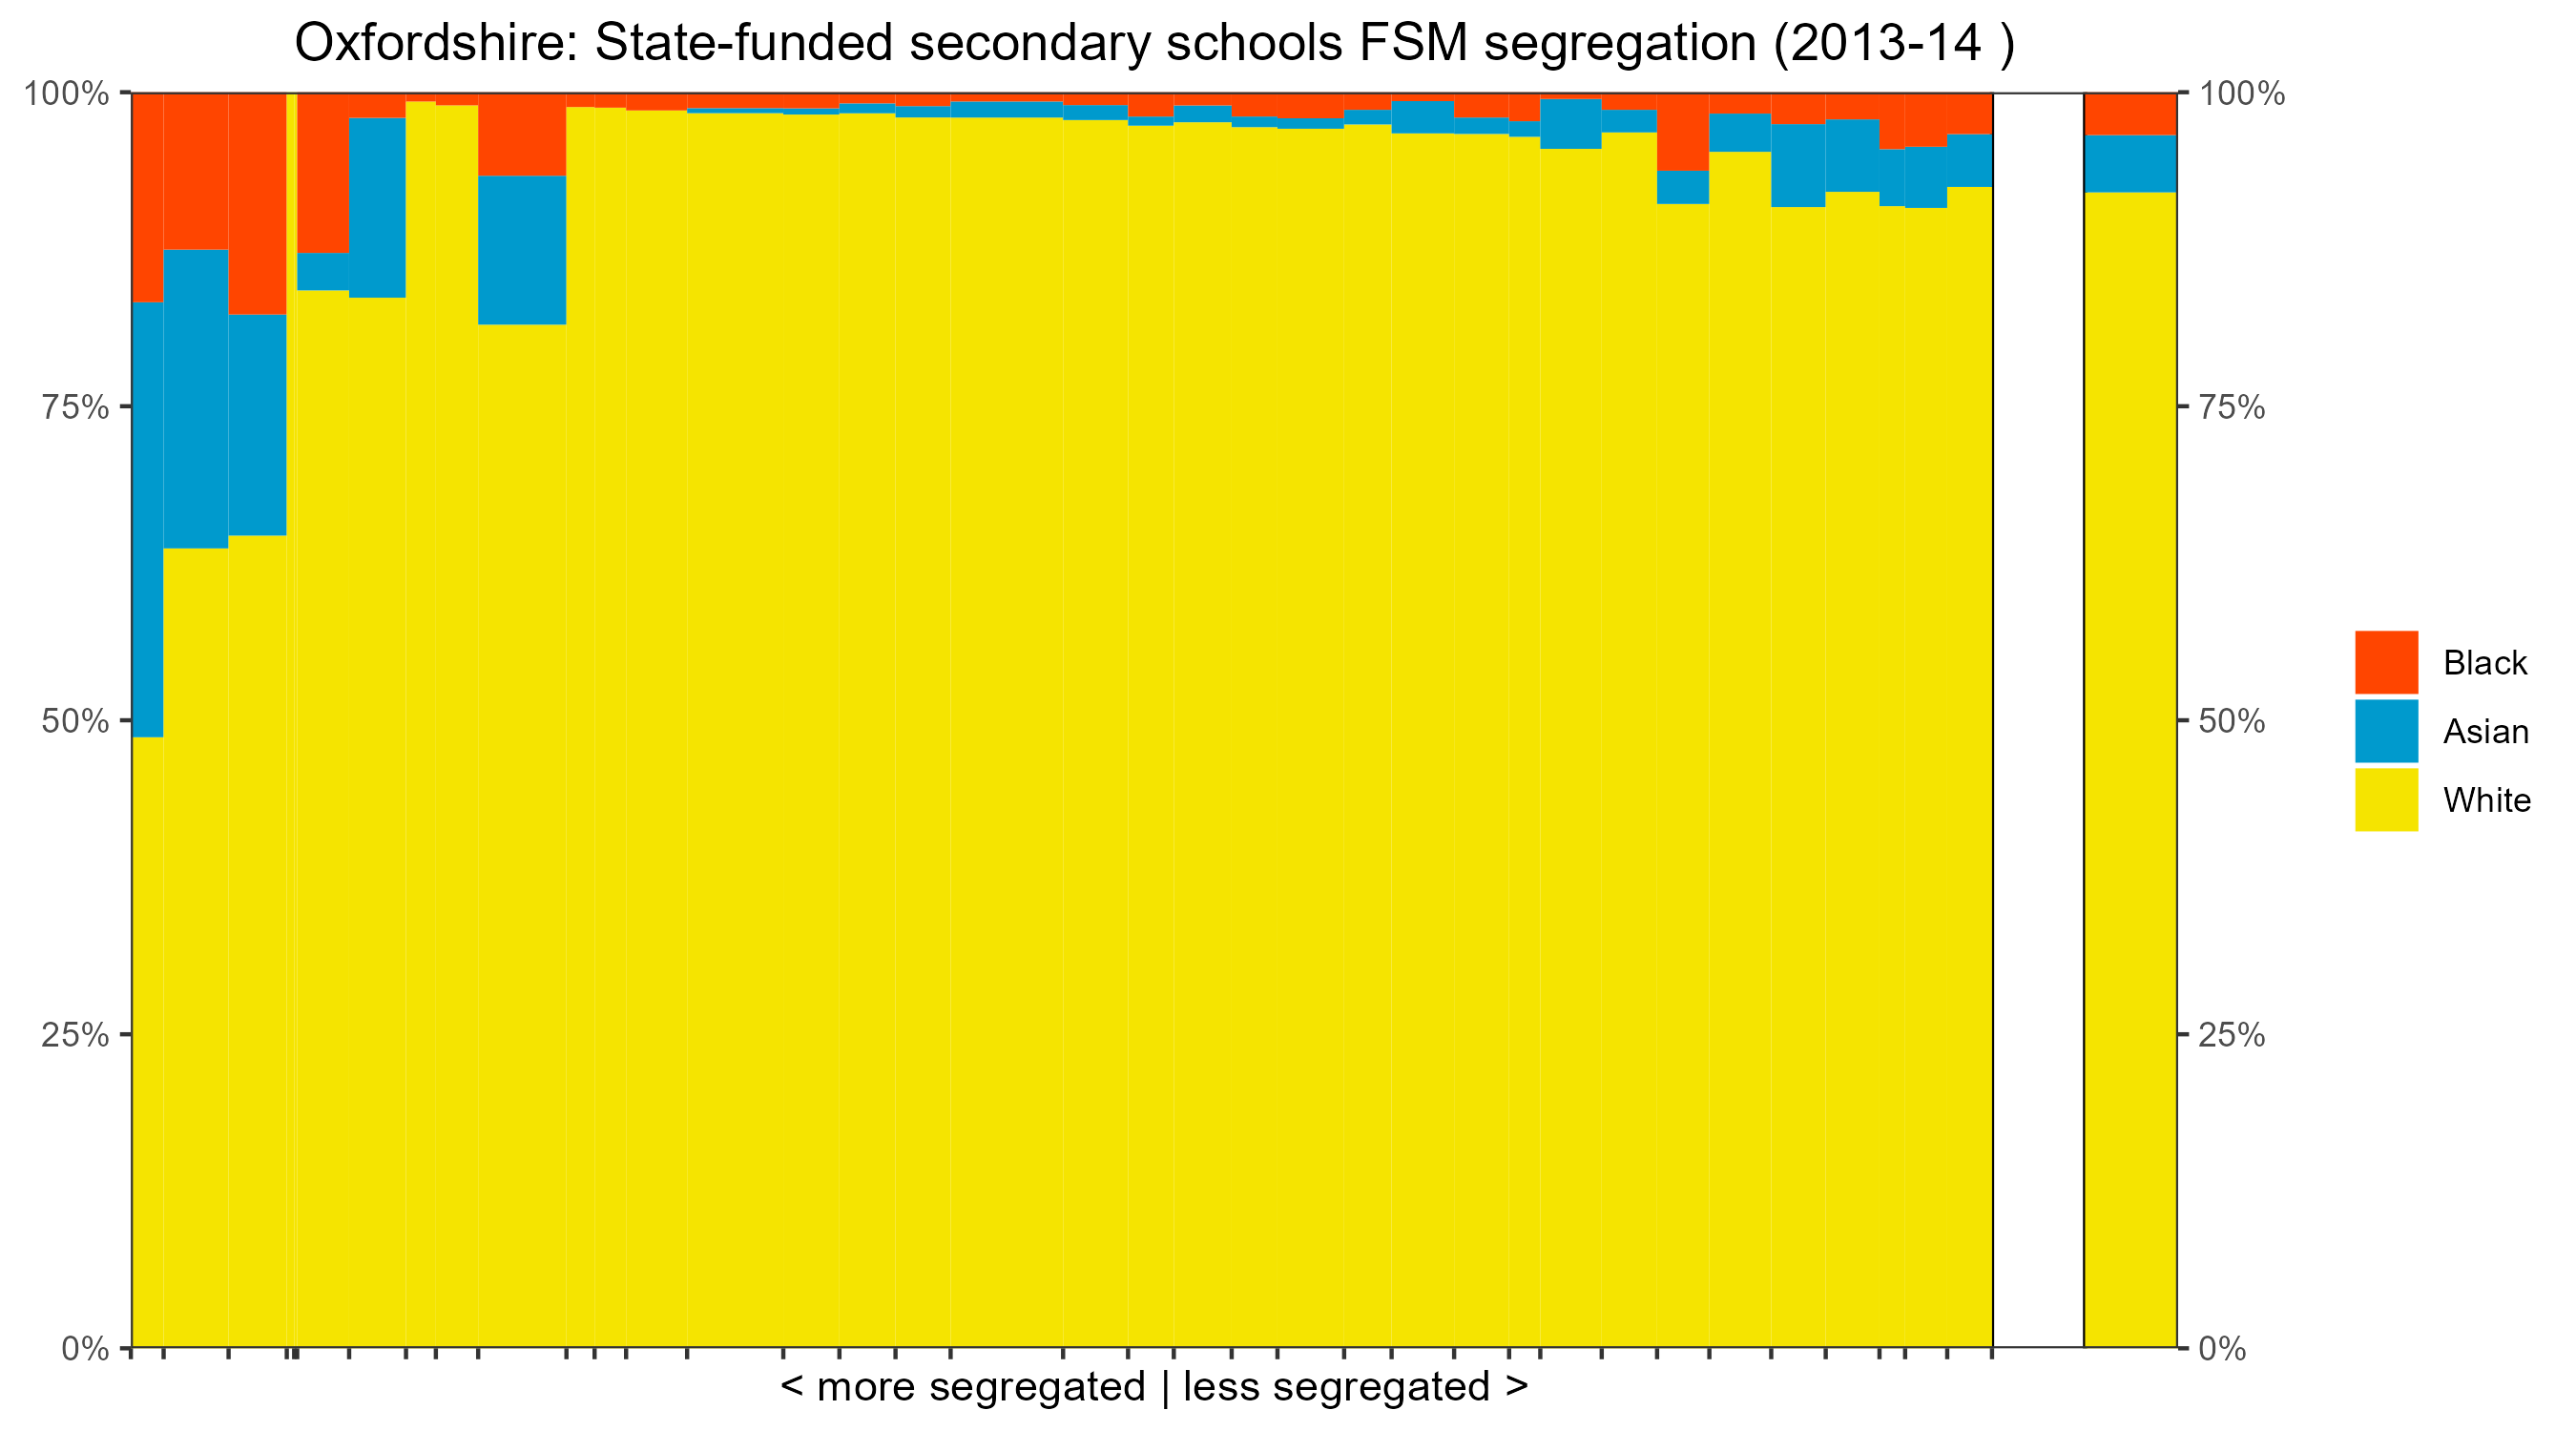 Oxfordshire: State-funded secondary schools FSM segregation (2013-14 )
100%
75%
50%
25%
0%
100%
75%
50%
25%
0%
Black
Asian
White
< more segregated | less segregated >